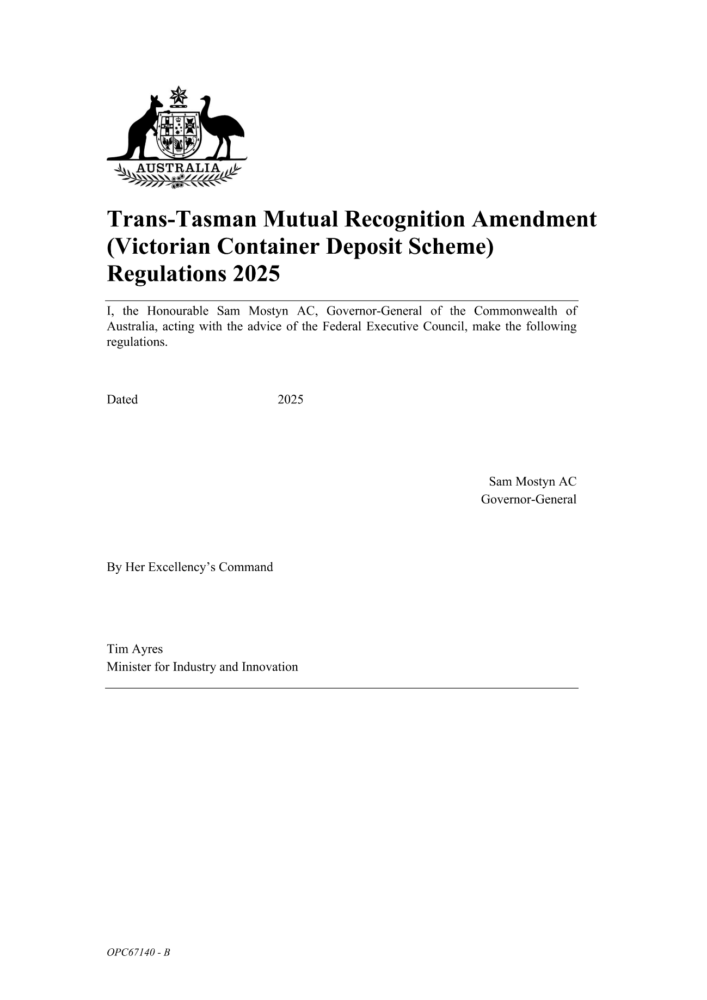 AUSTRALIA
Trans-Tasman Mutual Recognition Amendment
(Victorian Container Deposit Scheme)
Regulations 2025
I, the Honourable Sam Mostyn AC, Governor-General of the Commonwealth of
Australia, acting with the advice of the Federal Executive Council, make the following
regulations.
Dated 2025
Sam Mostyn AC
Governor-General
By Her Excellency’s Command
Tim Ayres
Minister for Industry and Innovation
OPC67140 - B